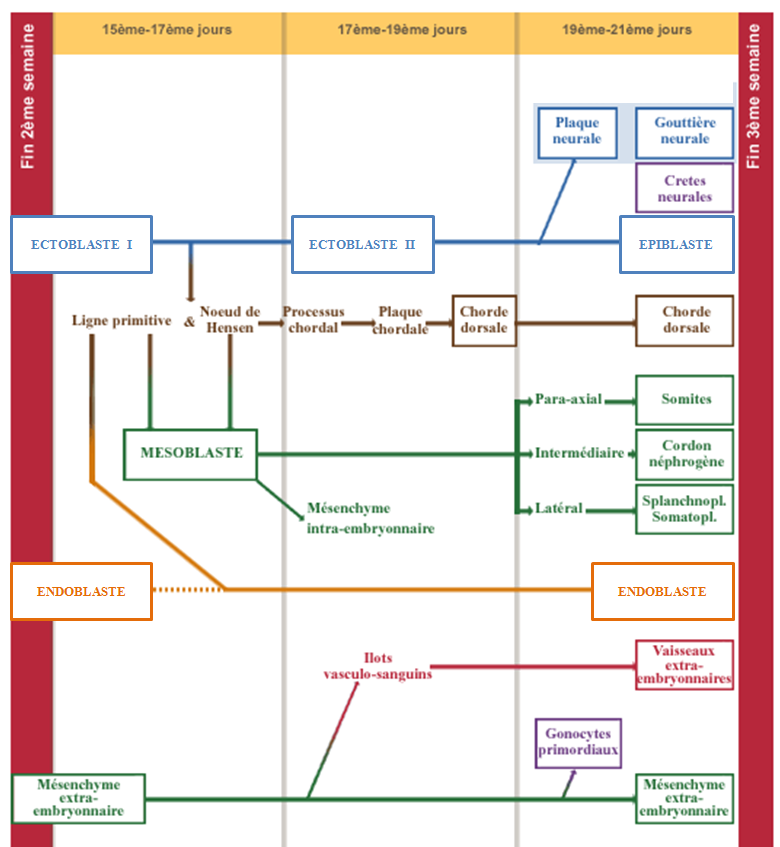 Fin 2ème semaine
15ème-17ème jours
17ème-19ème jours
19ème-21ème jours
Fin 3ème semaine
Plaque
neurale
Gouttière
neurale
Cretes
neurales
ECTOBLASTE I
ECTOBLASTE II
EPIBLASTE
Ligne primitive
&
Noeud de
Hensen
Processus
chordal
Plaque
chordale
Chorde
dorsale
Chorde
dorsale
Para-axial
Somites
MESOBLASTE
Intermédiaire
Cordon
néphrogène
Mésenchyme
intra-embryonnaire
Latéral
Splanchnopl.
Somatopl.
ENDOBLASTE
ENDOBLASTE
Ilots
vasculo-sanguins
Vaisseaux
extra-
embryonnaires
Gonocytes
primordiaux
Mésenchyme
extra-
embryonnaire
Mésenchyme
extra-
embryonnaire